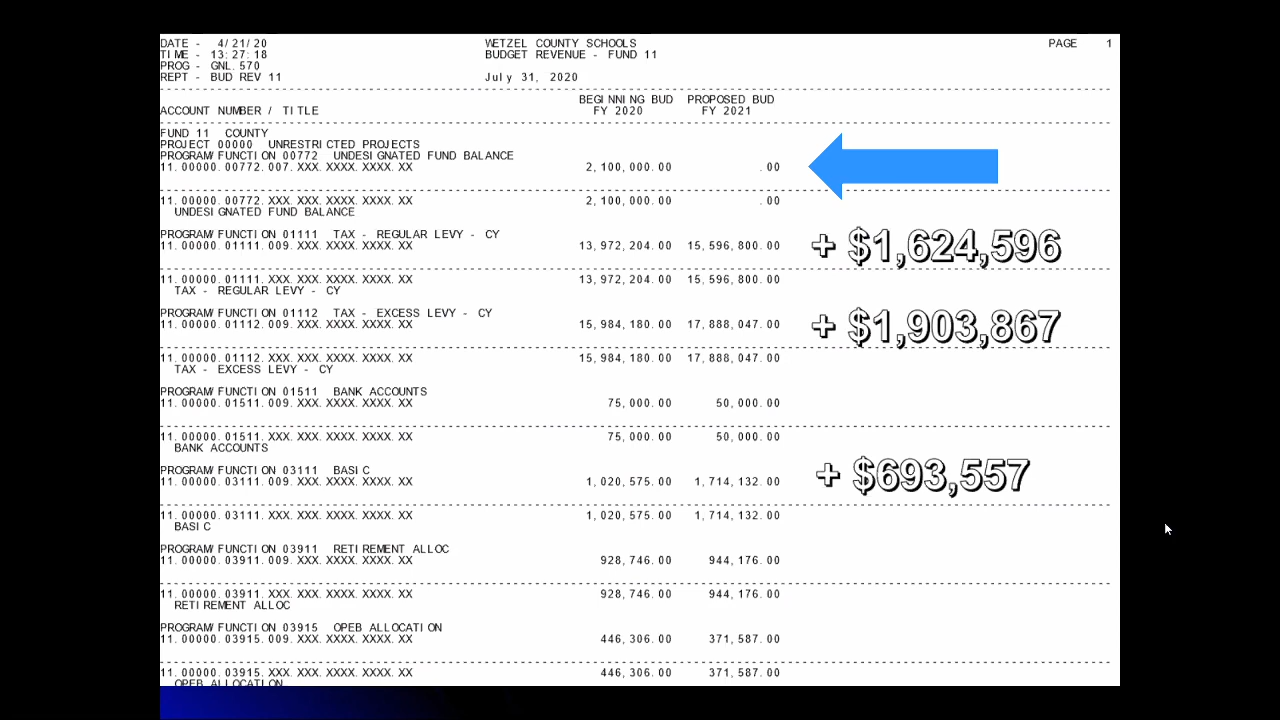 DATE - 4/21/20 WETZEL COUNTY SCHOOLS PAGE 1
TIME - 13:27:18 BUDGET REVENUE - FUND 11
PROG - GNL.570
REPT - BUD REV 11 July 31, 2020
BEGINNING BUD PROPOSED BUD
ACCOUNT NUMBER / TITLE FY 2020 FY 2021
FUND 11 COUNTY
PROJECT 00000 UNRESTRICTED PROJECTS
PROGRAM/FUNCTION 00772 UNDESIGNATED FUND BALANCE
11.00000.00772.007.XXX.XXXX.XXXX.XX 2,100,000.00 .00
11.00000.00772.XXX.XXX.XXXX.XXXX.XX 2,100,000.00 .00
UNDESIGNATED FUND BALANCE
PROGRAM/FUNCTION 01111 TAX - REGULAR LEVY - CY
11.00000.01111.009.XXX.XXXX.XXXX.XX 13,972,204.00 15,596,800.00 + $1,624,596
11.00000.01111.XXX.XXX.XXXX.XXXX.XX 13,972,204.00 15,596,800.00
TAX - REGULAR LEVY - CY
PROGRAM/FUNCTION 01112 TAX - EXCESS LEVY - CY
11.00000.01112.009.XXX.XXXX.XXXX.XX 15,984,180.00 17,888,047.00 + $1,903,867
11.00000.01112.XXX.XXX.XXXX.XXXX.XX 15,984,180.00 17,888,047.00
TAX - EXCESS LEVY - CY
PROGRAM/FUNCTION 01511 BANK ACCOUNTS
11.00000.01511.009.XXX.XXXX.XXXX.XX 75,000.00 50,000.00
11.00000.01511.XXX.XXX.XXXX.XXXX.XX 75,000.00 50,000.00
BANK ACCOUNTS
PROGRAM/FUNCTION 03111 BASIC
11.00000.03111.009.XXX.XXXX.XXXX.XX 1,020,575.00 1,714,132.00 + $693,557
11.00000.03111.XXX.XXX.XXXX.XXXX.XX 1,020,575.00 1,714,132.00
BASIC
PROGRAM/FUNCTION 03911 RETIREMENT ALLOC
11.00000.03911.009.XXX.XXXX.XXXX.XX 928,746.00 944,176.00
11.00000.03911.XXX.XXX.XXXX.XXXX.XX 928,746.00 944,176.00
RETIREMENT ALLOC
PROGRAM/FUNCTION 03915 OPEB ALLOCATION
11.00000.03915.009.XXX.XXXX.XXXX.XX 446,306.00 371,587.00
11.00000.03915.XXX.XXX.XXXX.XXXX.XX 446,306.00 371,587.00
OPEB ALLOCATION